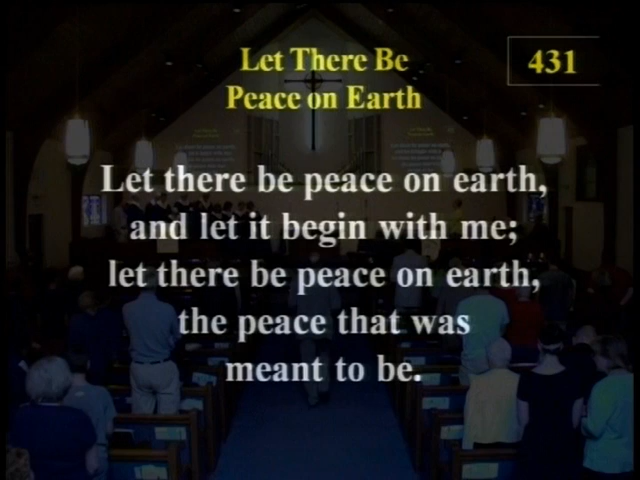 Let There Be
Peace on Earth
431
Let there be peace on earth,
and let it begin with me;
let there be peace on earth,
the peace that was
meant to be.